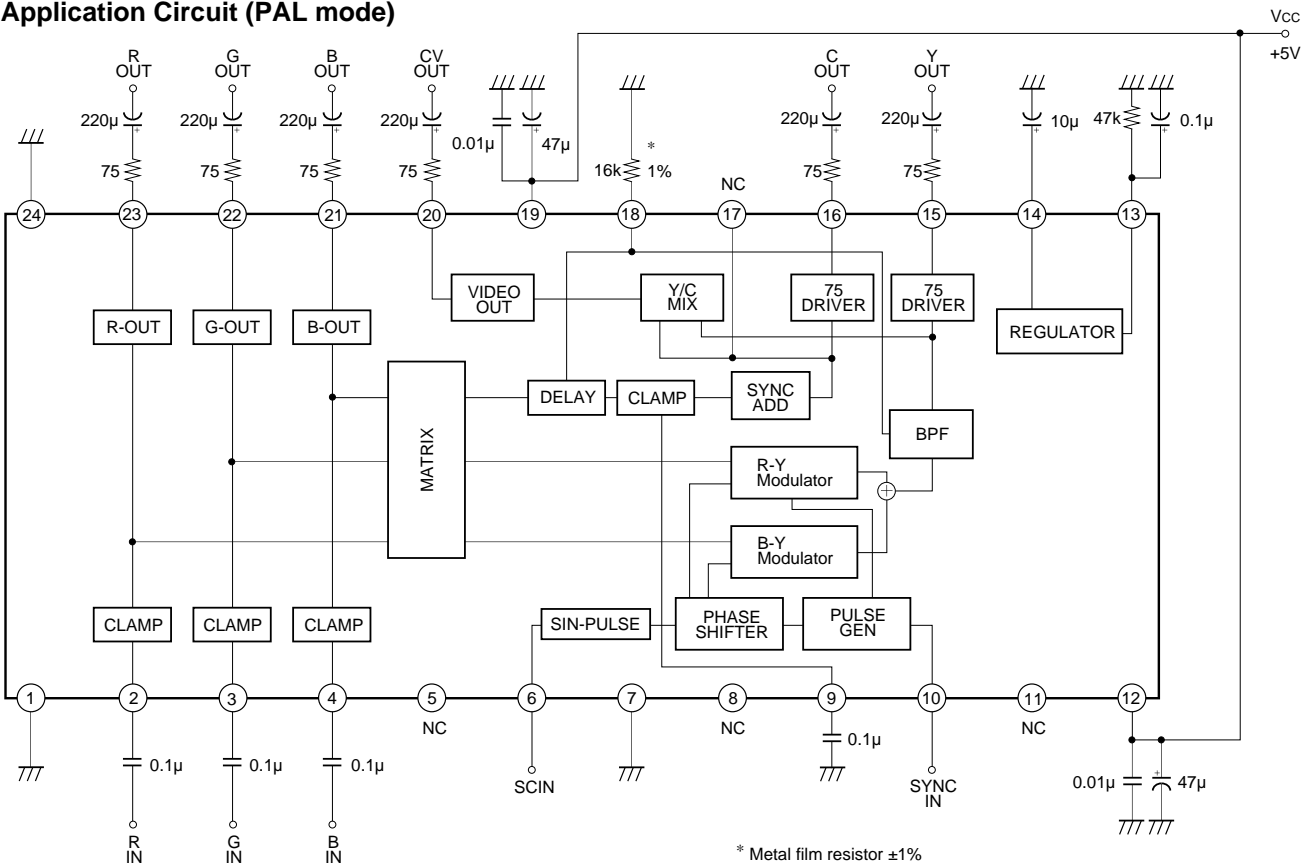 Application Circuit (PAL mode)
VCC
+5V
R
OUT
G
OUT
B
OUT
CV
OUT
C
OUT
Y
OUT
220µ
+
220µ
+
220µ
+
220µ
+
0.01µ
47µ
+
*
220µ
+
220µ
+
10µ
+
47k
0.1µ
+
75
75
75
75
16k
1%
NC
75
75
24
23
22
21
20
19
18
17
16
15
14
13
VIDEO
OUT
Y/C
MIX
75
DRIVER
75
DRIVER
R-OUT
G-OUT
B-OUT
REGULATOR
MATRIX
DELAY
CLAMP
SYNC
ADD
BPF
R-Y
Modulator
B-Y
Modulator
CLAMP
CLAMP
CLAMP
SIN-PULSE
PHASE
SHIFTER
PULSE
GEN
1
2
3
4
5
6
7
8
9
10
11
12
NC
NC
NC
0.1µ
0.1µ
0.1µ
SCIN
0.1µ
SYNC
IN
0.01µ
+
47µ
R
IN
G
IN
B
IN
* Metal film resistor ±1%